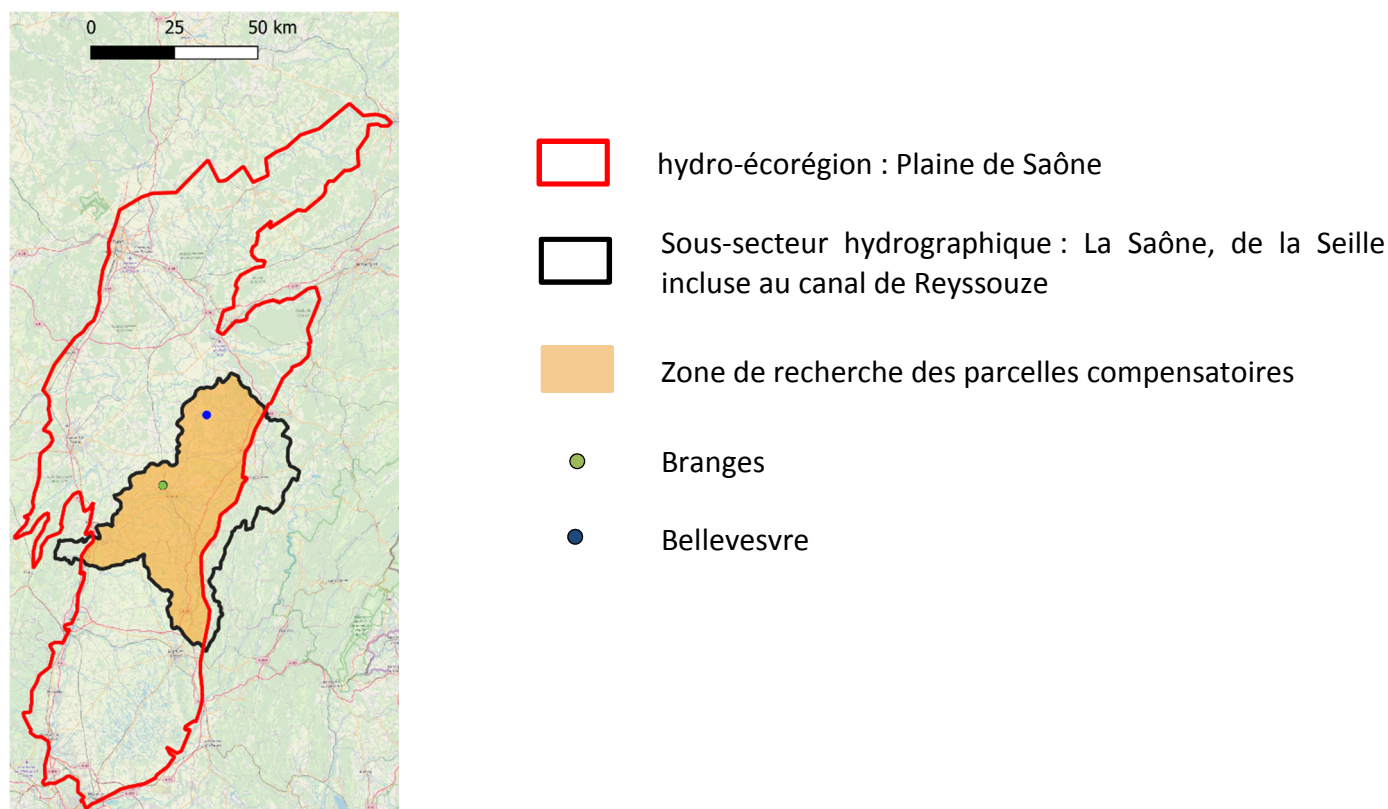 0 25 50 km
hydro-écorégion : Plaine de Saône
Sous-secteur hydrographique : La Saône, de la Seille
incluse au canal de Reyssouze
Zone de recherche des parcelles compensatoires
Branges
Bellevesvre